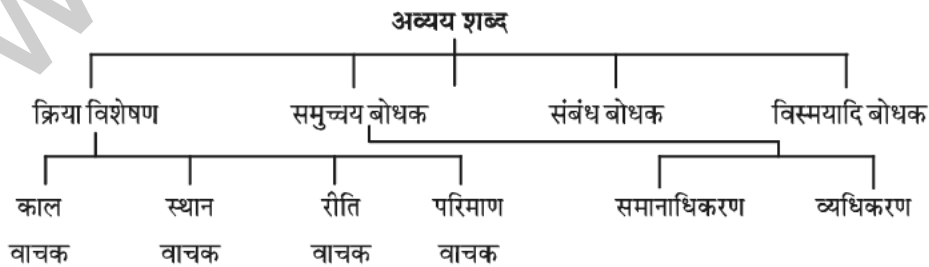 अव्यय शब्द
क्रिया विशेषण समुच्चय बोधक संबंध बोधक विस्मयादि बोधक
काल स्थान रीति परिमाण समानाधिकरण व्यधिकरण
वाचक वाचक वाचक वाचक